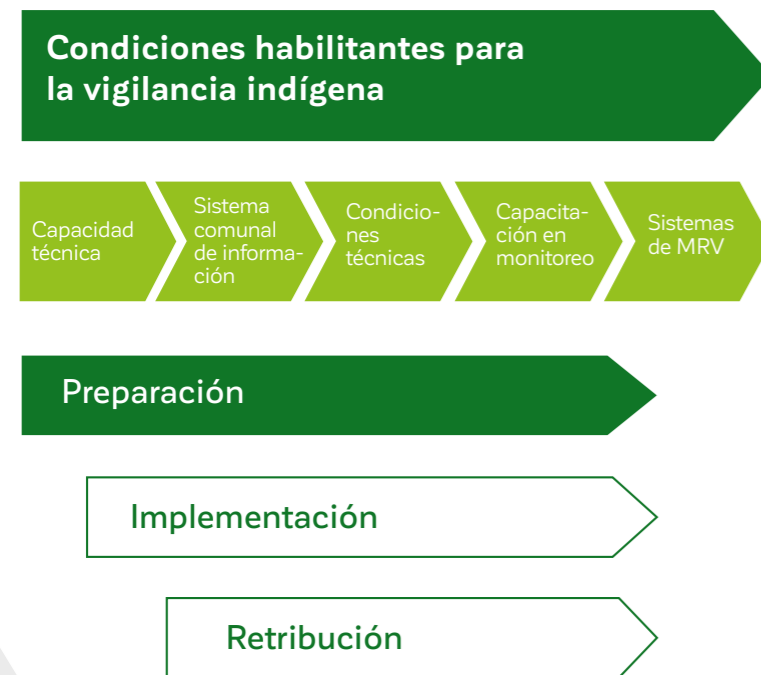 Condiciones habilitantes para
la vigilancia indígena
Capacidad
técnica
Sistema
comunal
de informa-
ción
Condicio-
nes
técnicas
Capacita-
ción en
monitoreo
Sistemas
de MRV
Preparación
Implementación
Retribución